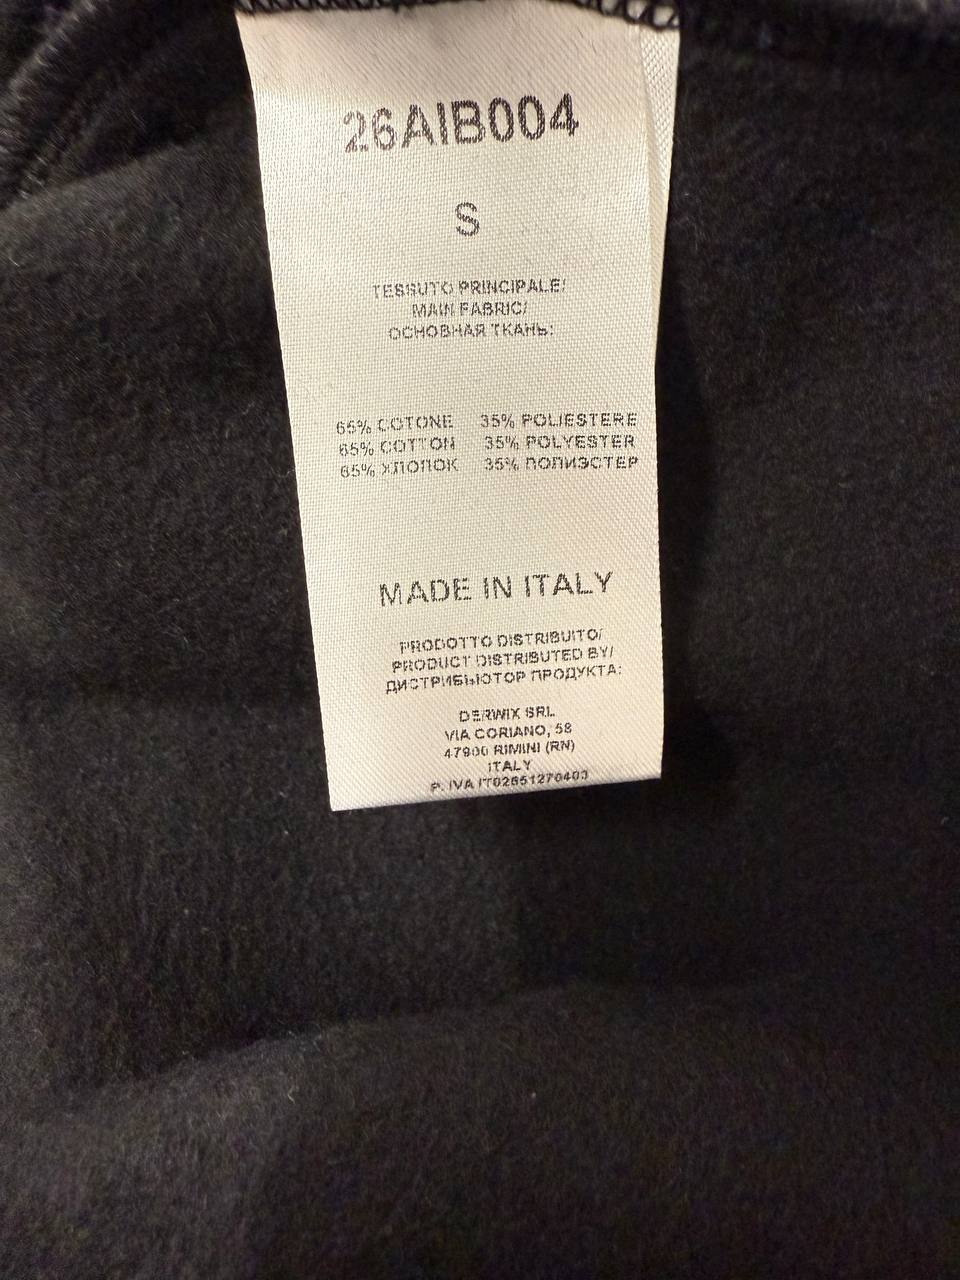 26AIB004
S
TESSUTO PRINCIPALE/
MAIN FABRIC/
ОСНОВНАЯ ТКАНЬ:
65% COTONE 35% POLIESTERE
65% COTTON 35% POLYESTER
65% ХЛОПОК 35% ПОЛИЭСТЕР
MADE IN ITALY
PRODOTTO DISTRIBUITO/
PRODUCT DISTRIBUTED BY/
ДИСТРИБЬЮТОР ПРОДУКТА:
DERWIX SRL
VIA CORIANO, 58
47900 RIMINI (RN)
ITALY
P. IVA IT02651270403